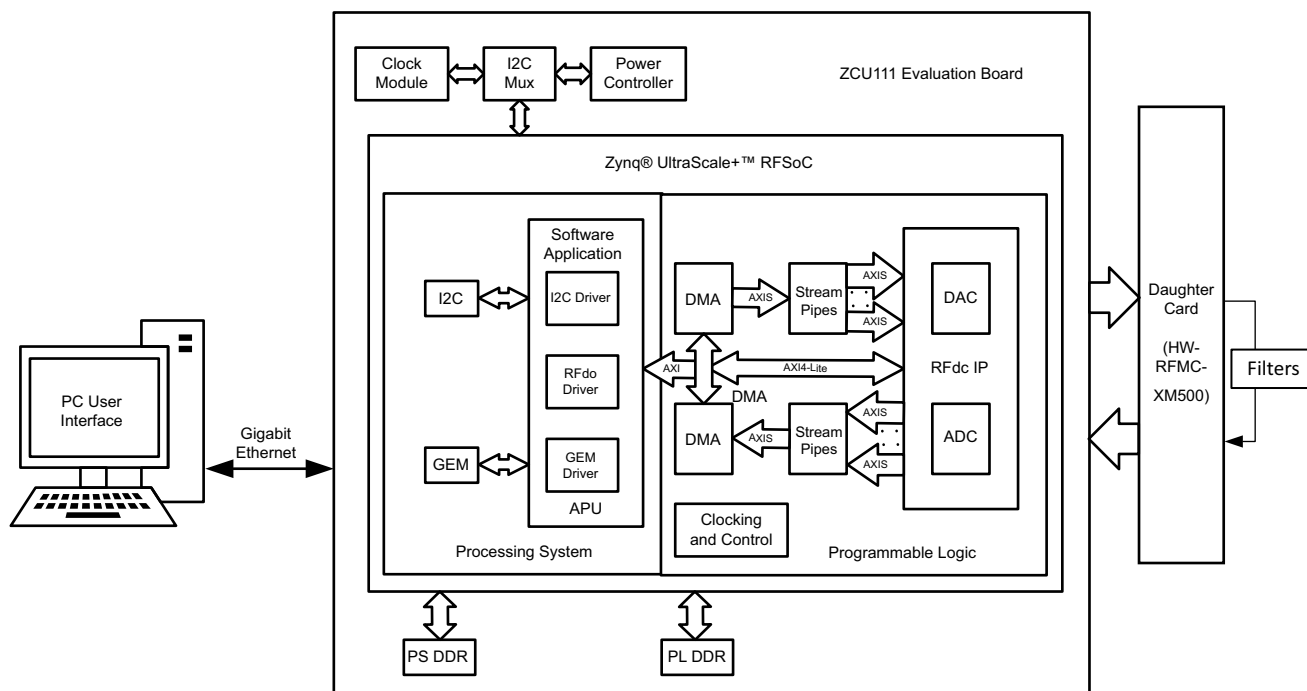 Clock
Module
I2C
Mux
Power
Controller
ZCU111 Evaluation Board
Zynq® UltraScale+™ RFSoC
Software
Application
I2C
I2C Driver
RFdo
Driver
GEM
GEM
Driver
APU
Processing System
DMA
AXIS
Stream
Pipes
AXIS
AXIS
DAC
AXI
AXI4-Lite
RFdc IP
DMA
DMA
AXIS
Stream
Pipes
AXIS
AXIS
ADC
Clocking
and Control
Programmable Logic
Daughter
Card
(HW-
RFMC-
XM500)
Filters
PC User
Interface
Gigabit
Ethernet
PS DDR
PL DDR